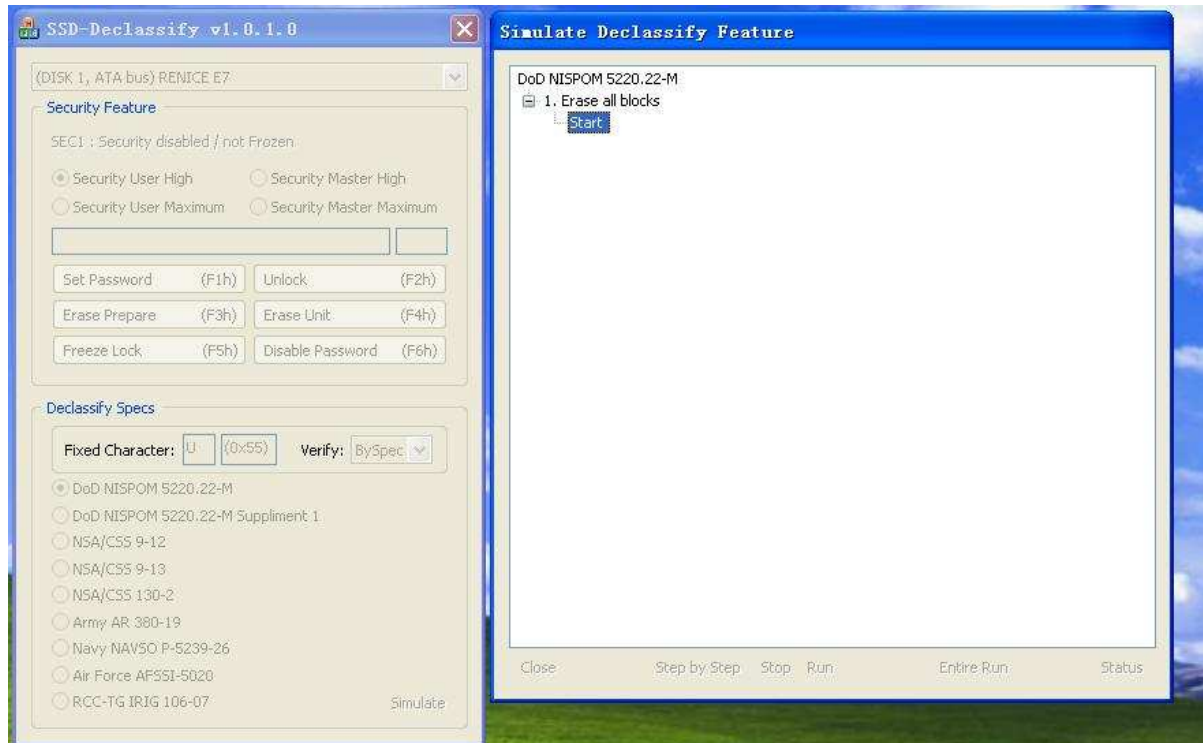 SSD-Declassify v1.0.1.0
(DISK 1, ATA bus) RENICE E7
Security Feature
SEC1 : Security disabled / not Frozen
Security User High Security Master High
Security User Maximum Security Master Maximum
Set Password (F1h) Unlock (F2h)
Erase Prepare (F3h) Erase Unit (F4h)
Freeze Lock (F5h) Disable Password (F6h)
Declassify Specs
Fixed Character: U (0x55) Verify: BySpec
DoD NISPOM 5220.22-M
DoD NISPOM 5220.22-M Suppliment 1
NSA/CSS 9-12
NSA/CSS 9-13
NSA/CSS 130-2
Army AR 380-19
Navy NAVSO P-5239-26
Air Force AFSSI-5020
RCC-TG IRIG 106-07 Simulate
Simulate Declassify Feature
DoD NISPOM 5220.22-M
1. Erase all blocks
Start
Close Step by Step Stop Run Entire Run Status